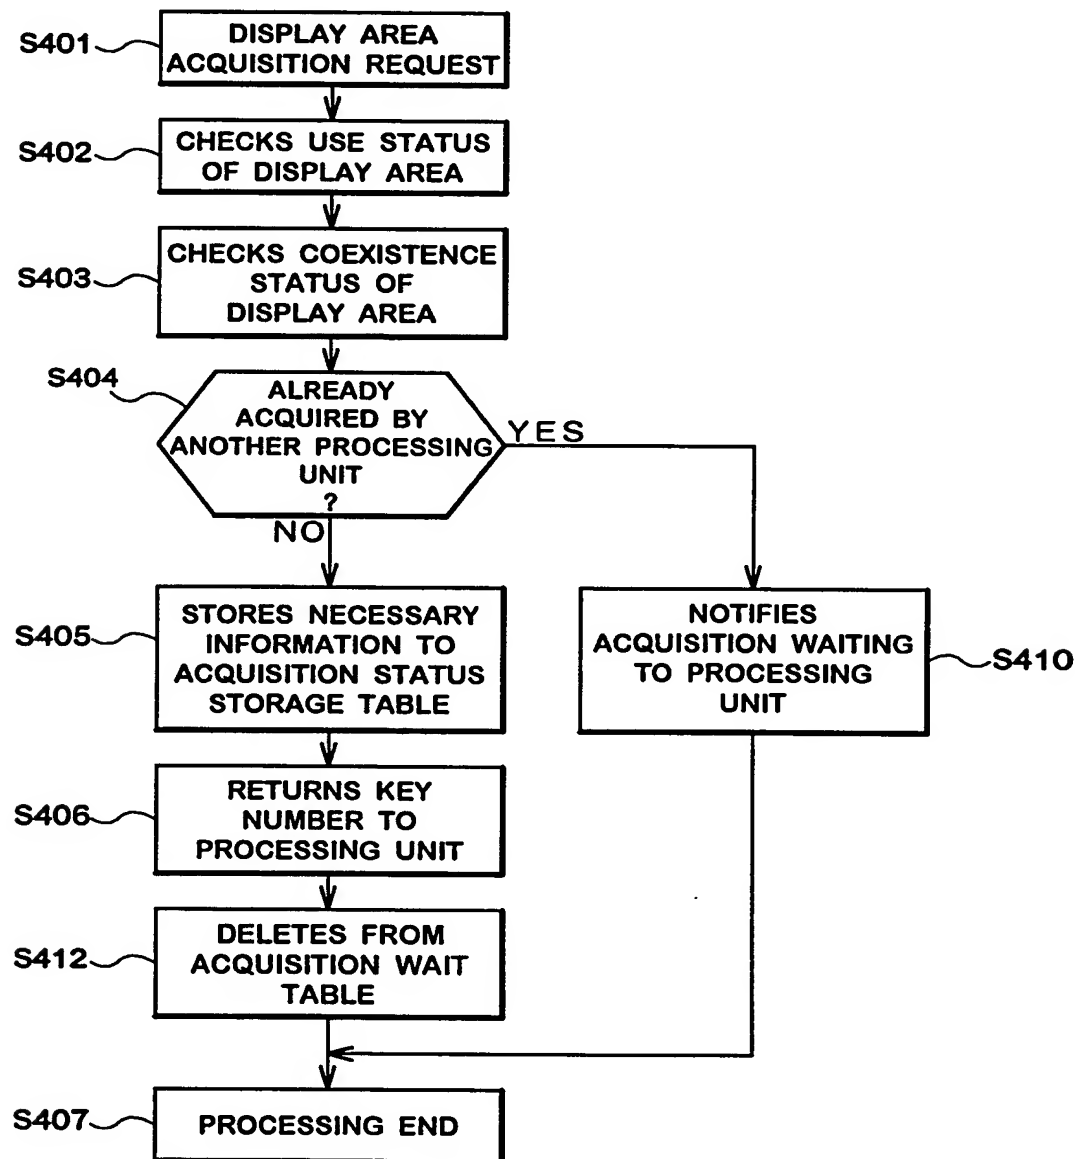 S401
DISPLAY AREA
ACQUISITION REQUEST
S402
CHECKS USE STATUS
OF DISPLAY AREA
S403
CHECKS COEXISTENCE
STATUS OF
DISPLAY AREA
S404
ALREADY
ACQUIRED BY
ANOTHER PROCESSING
UNIT
?
YES
NO
S405
STORES NECESSARY
INFORMATION TO
ACQUISITION STATUS
STORAGE TABLE
NOTIFIES
ACQUISITION WAITING
TO PROCESSING
UNIT
S410
S406
RETURNS KEY
NUMBER TO
PROCESSING UNIT
S412
DELETES FROM
ACQUISITION WAIT
TABLE
S407
PROCESSING END